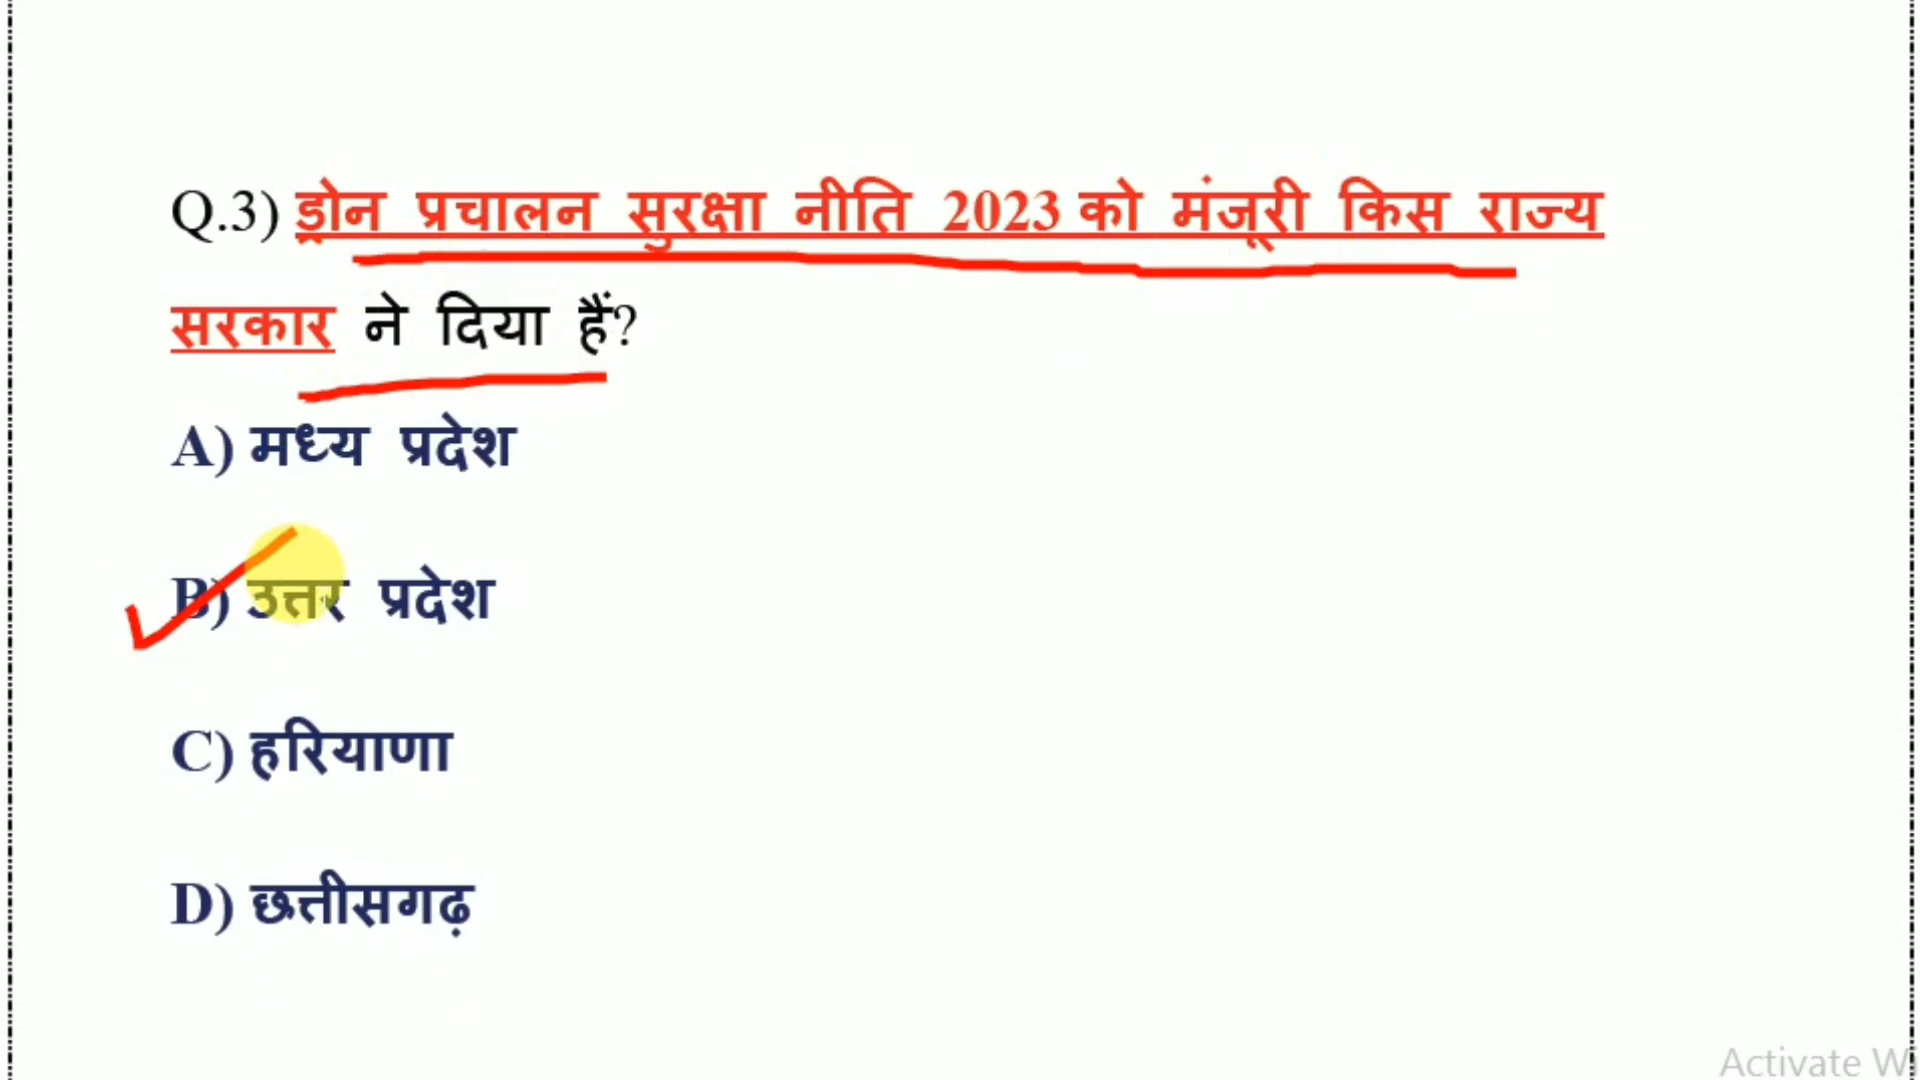 Q.3) ड्रोन प्रचालन सुरक्षा नीति 2023 को मंजूरी किस राज्य
सरकार ने दिया हैं?
A) मध्य प्रदेश
B) उत्तर प्रदेश
C) हरियाणा
D) छत्तीसगढ़
Activate W